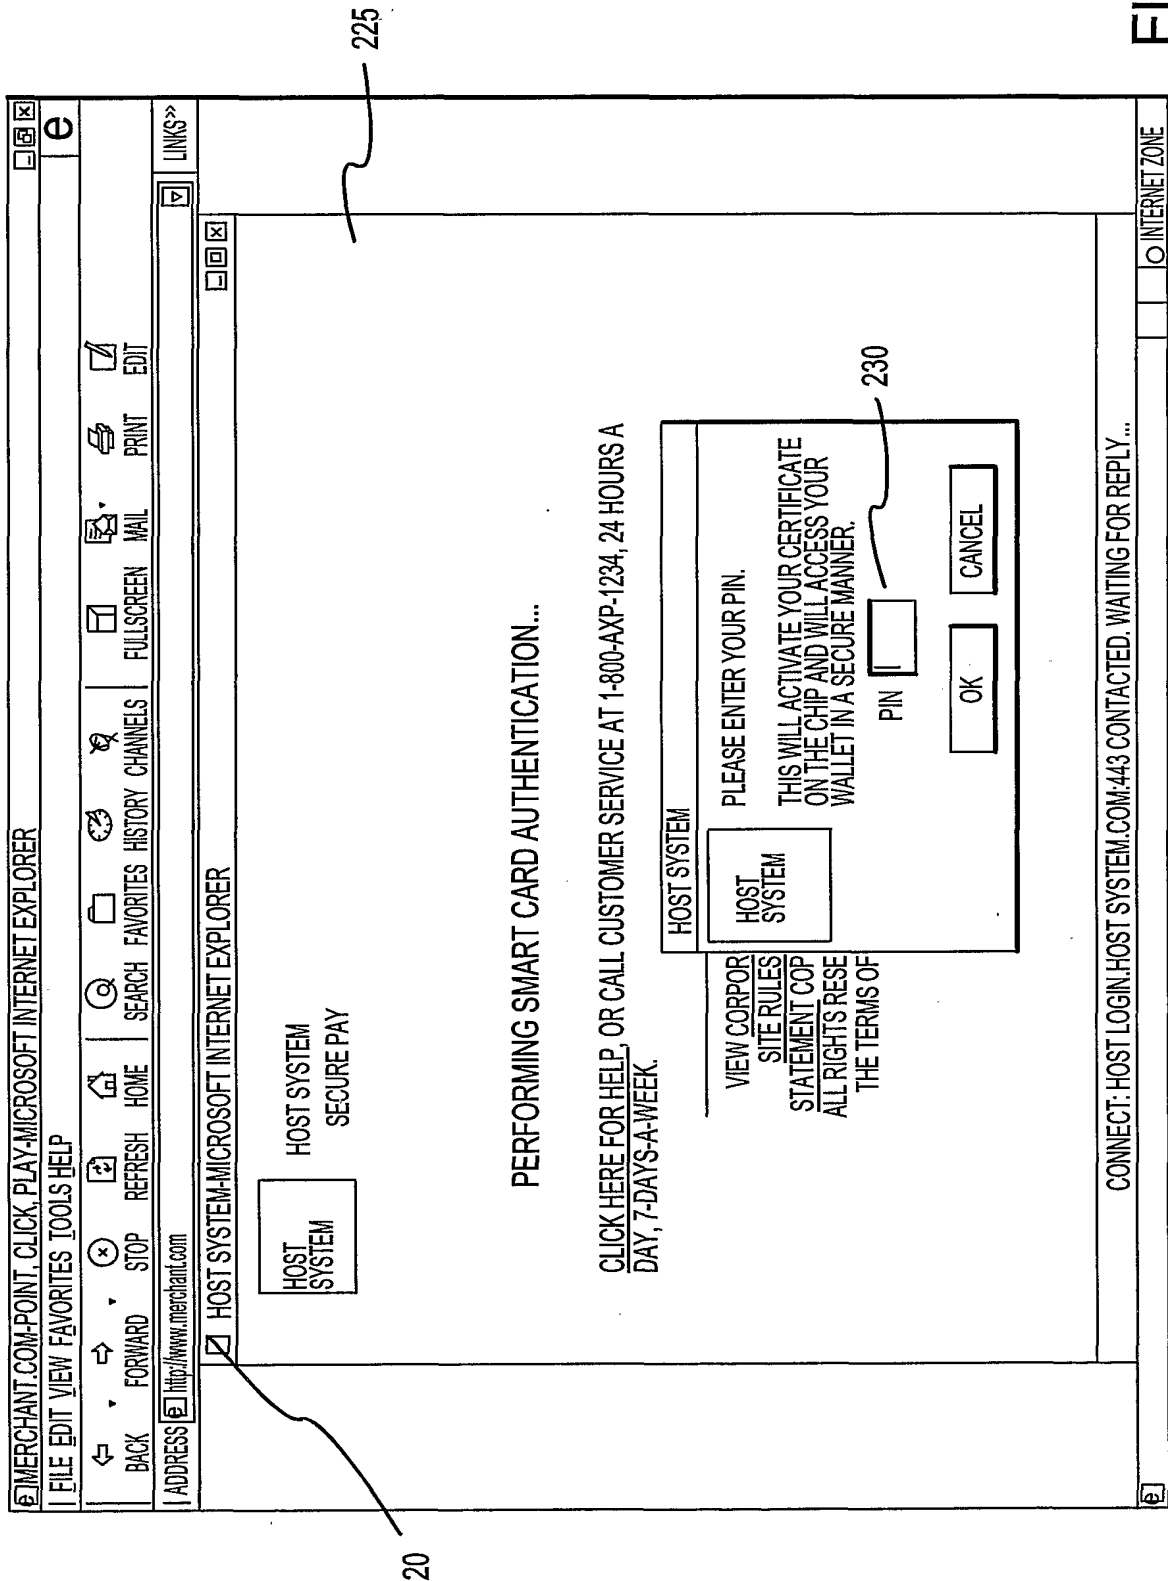 MERCHANT.COM-POINT, CLICK, PLAY-MICROSOFT INTERNET EXPLORER
FILE EDIT VIEW FAVORITES TOOLS HELP
e
BACK FORWARD STOP REFRESH HOME SEARCH FAVORITES HISTORY CHANNELS FULLSCREEN MAIL PRINT EDIT
ADDRESS e http://www.merchant.com LINKS>>
HOST SYSTEM-MICROSOFT INTERNET EXPLORER
20
225
HOST
SYSTEM
HOST SYSTEM
SECURE PAY
PERFORMING SMART CARD AUTHENTICATION...
CLICK HERE FOR HELP, OR CALL CUSTOMER SERVICE AT 1-800-AXP-1234, 24 HOURS A
DAY, 7-DAYS-A-WEEK.
VIEW CORPOR
SITE RULES
STATEMENT COP
ALL RIGHTS RESE
THE TERMS OF
HOST SYSTEM
HOST
SYSTEM
PLEASE ENTER YOUR PIN.
THIS WILL ACTIVATE YOUR CERTIFICATE
ON THE CHIP AND WILL ACCESS YOUR
WALLET IN A SECURE MANNER.
PIN
230
OK CANCEL
CONNECT: HOST LOGIN.HOST SYSTEM.COM:443 CONTACTED. WAITING FOR REPLY...
e INTERNET ZONE